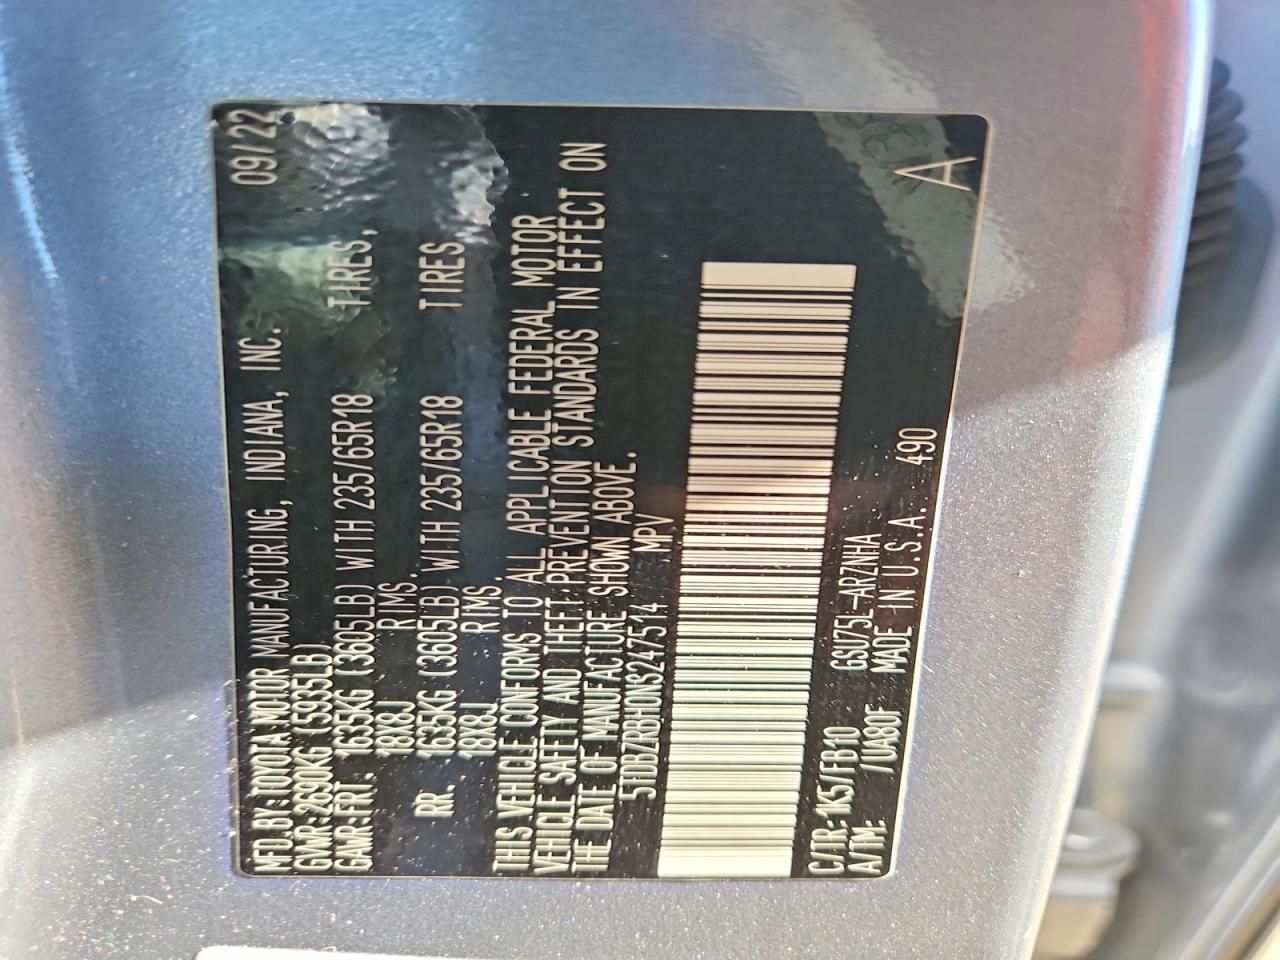 MFD.BY:TOYOTA MOTOR MANUFACTURING, INDIANA, INC. 09/22
GVWR:2690KG (5935LB)
GAWR:FRT. 1635KG (3605LB) WITH 235/65R18 TIRES,
18X8J RIMS.
RR. 1635KG (3605LB) WITH 235/65R18 TIRES,
18X8J RIMS.
THIS VEHICLE CONFORMS TO ALL APPLICABLE FEDERAL MOTOR
VEHICLE SAFETY AND THEFT PREVENTION STANDARDS IN EFFECT ON
THE DATE OF MANUFACTURE SHOWN ABOVE.
5TDBZRBH0NS247514 MPV
C/TR:1K5/FB10 GSU75L-ARZNHA
A/TM: /UA80F MADE IN U.S.A. 490
A